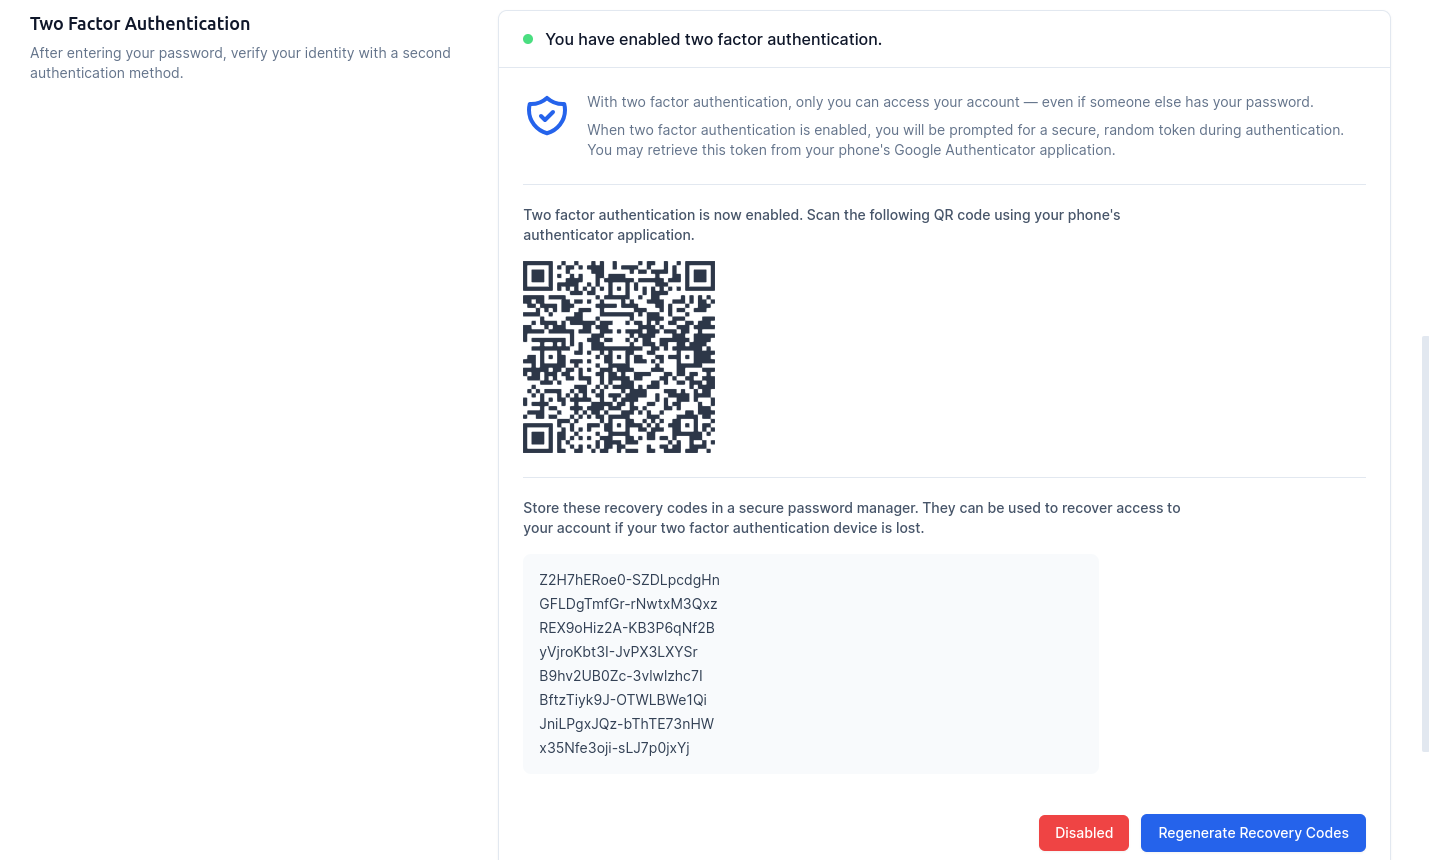 Two Factor Authentication
After entering your password, verify your identity with a second
authentication method.
You have enabled two factor authentication.
With two factor authentication, only you can access your account — even if someone else has your password.
When two factor authentication is enabled, you will be prompted for a secure, random token during authentication.
You may retrieve this token from your phone's Google Authenticator application.
Two factor authentication is now enabled. Scan the following QR code using your phone's
authenticator application.
Store these recovery codes in a secure password manager. They can be used to recover access to
your account if your two factor authentication device is lost.
Z2H7hERoe0-SZDLpcdgHn
GFLDgTmfGr-rNwtxM3Qxz
REX9oHiz2A-KB3P6qNf2B
yVjroKbt3I-JvPX3LXYSr
B9hv2UB0Zc-3vlwlzhc7I
BftzTiyk9J-OTWLBWe1Qi
JniLPgxJQz-bThTE73nHW
x35Nfe3oji-sLJ7p0jxYj
Disabled
Regenerate Recovery Codes